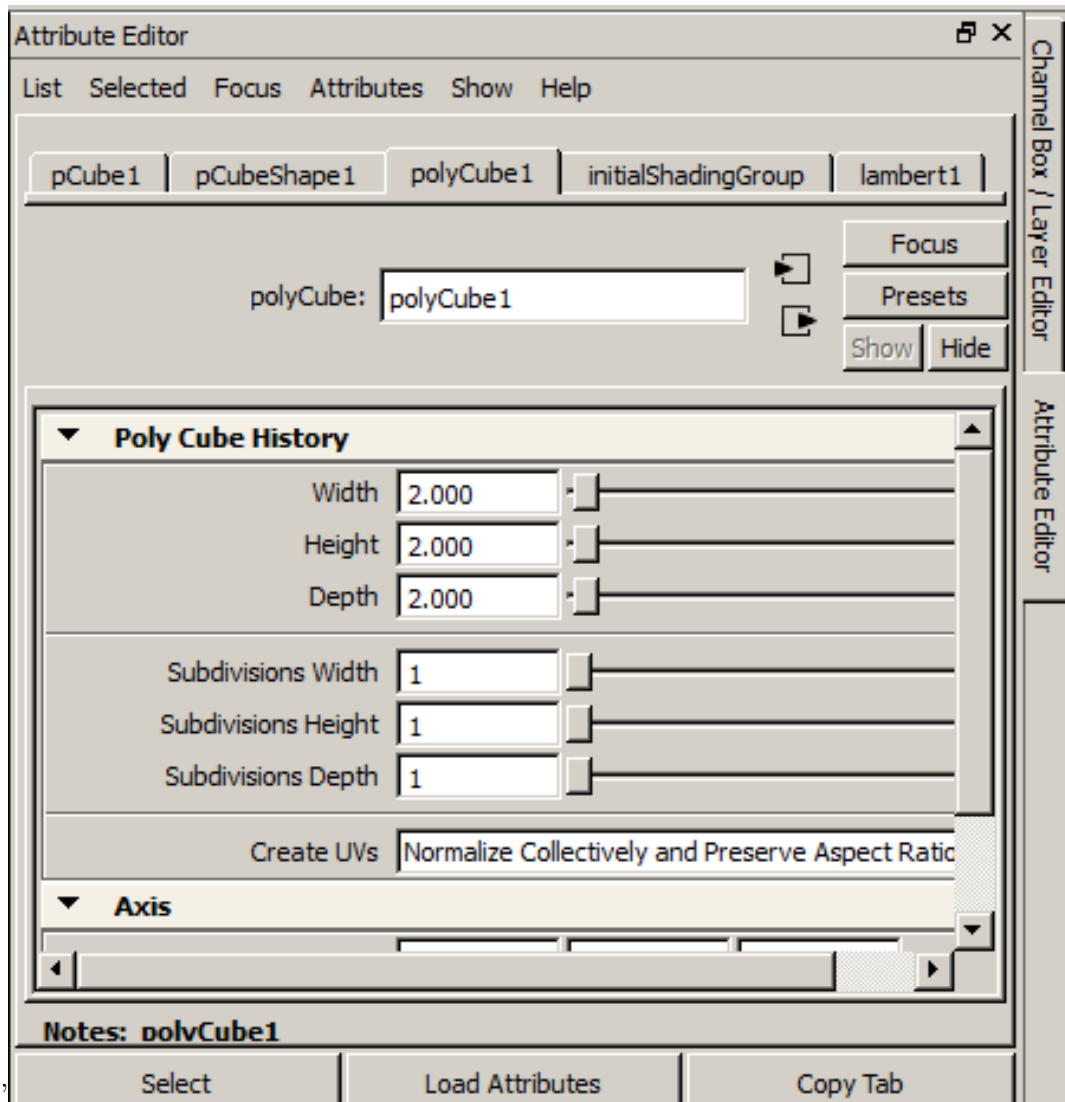 Attribute Editor
List Selected Focus Attributes Show Help
pCube1 pCubeShape1 polyCube1 initialShadingGroup lambert1
polyCube: polyCube1
Focus
Presets
Show Hide
Poly Cube History
Width 2.000
Height 2.000
Depth 2.000
Subdivisions Width 1
Subdivisions Height 1
Subdivisions Depth 1
Create UVs Normalize Collectively and Preserve Aspect Ratio
Axis
Notes: polyCube1
Select Load Attributes Copy Tab
Channel Box / Layer Editor
Attribute Editor